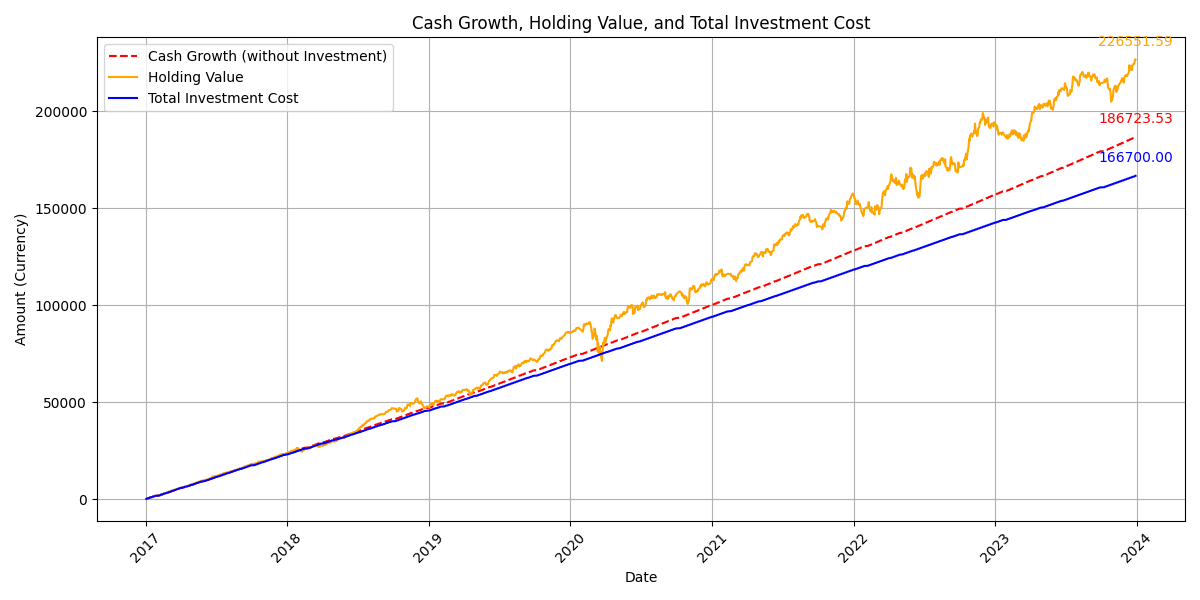 Cash Growth, Holding Value, and Total Investment Cost
226551.59
Cash Growth (without Investment)
Holding Value
Total Investment Cost
186723.53
166700.00
200000
150000
100000
50000
0
Amount (Currency)
2017
2018
2019
2020
2021
2022
2023
2024
Date